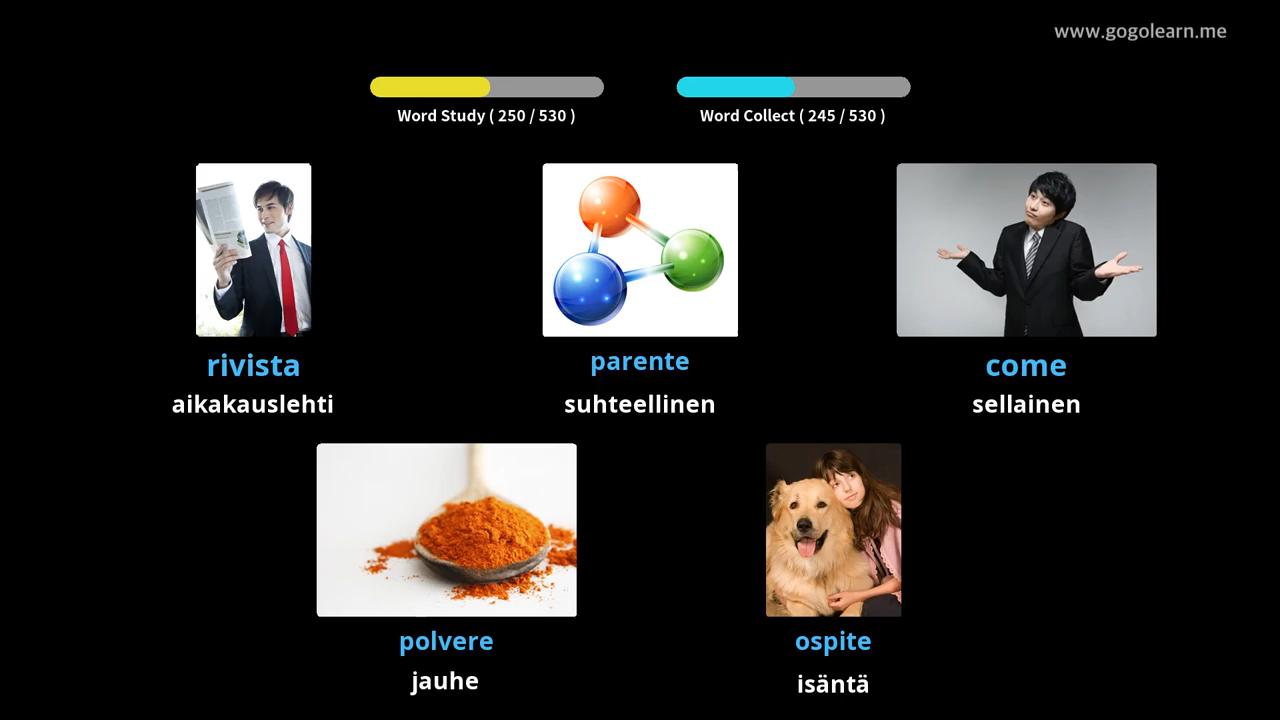 www.gogolearn.me
Word Study ( 250 / 530 )
Word Collect ( 245 / 530 )
rivista
aikakauslehti
parente
suhteellinen
come
sellainen
polvere
jauhe
ospite
isäntä